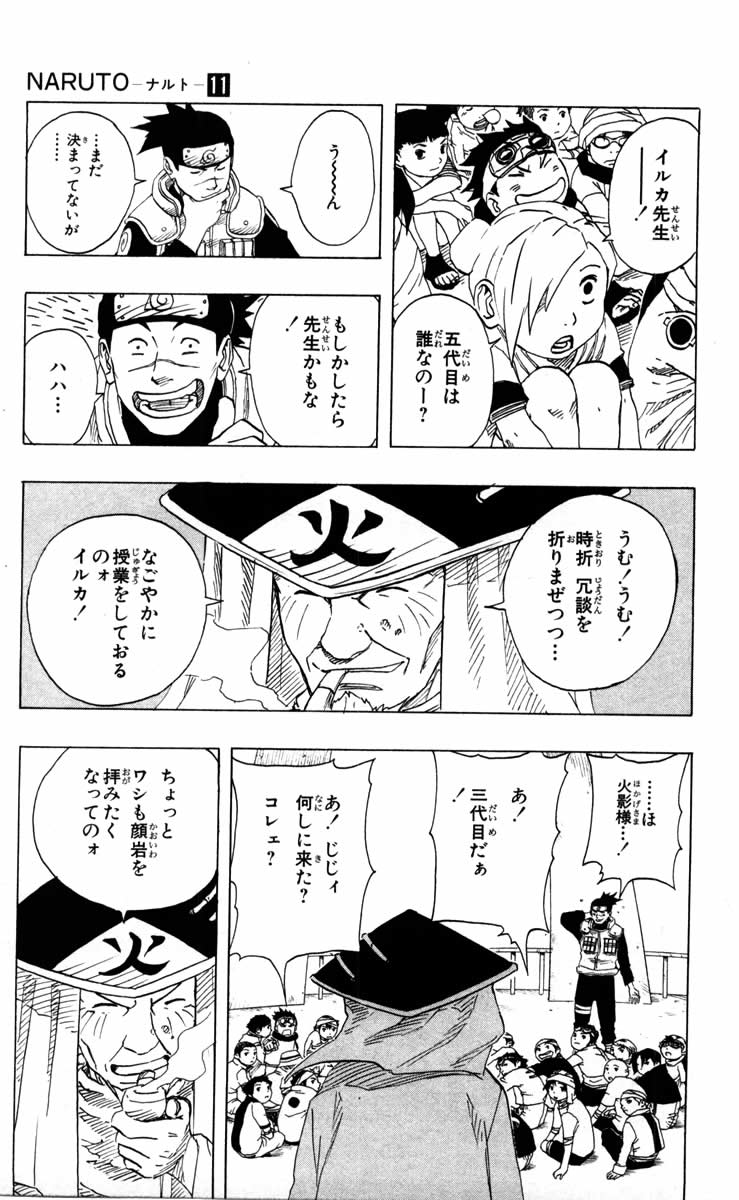 NARUTO―ナルト―11
イルカ先生
――!
五代目は
誰なのー?
う～～～ん
…まだ
決まってないが
……
もしかしたら
先生かもな
!
ハハ…
うむ!うむ!
時折 冗談を
折りまぜつつ…
なごやかに
授業をしておる
のォ
イルカ!
………ほ
火影様…!
あ!
三代目だぁ
!
あ!じじィ
何しに来た?
コレェ?
ちょっと
ワシも顔岩を
拝みたく
なってのォ
火
火